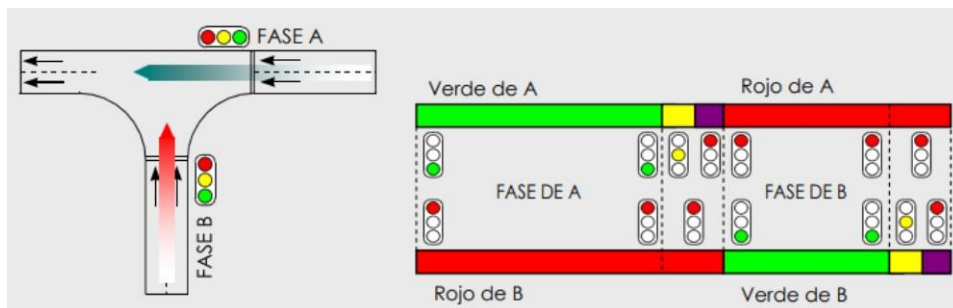 FASE A
FASE B
Verde de A
Rojo de A
FASE DE A
FASE DE B
Rojo de B
Verde de B